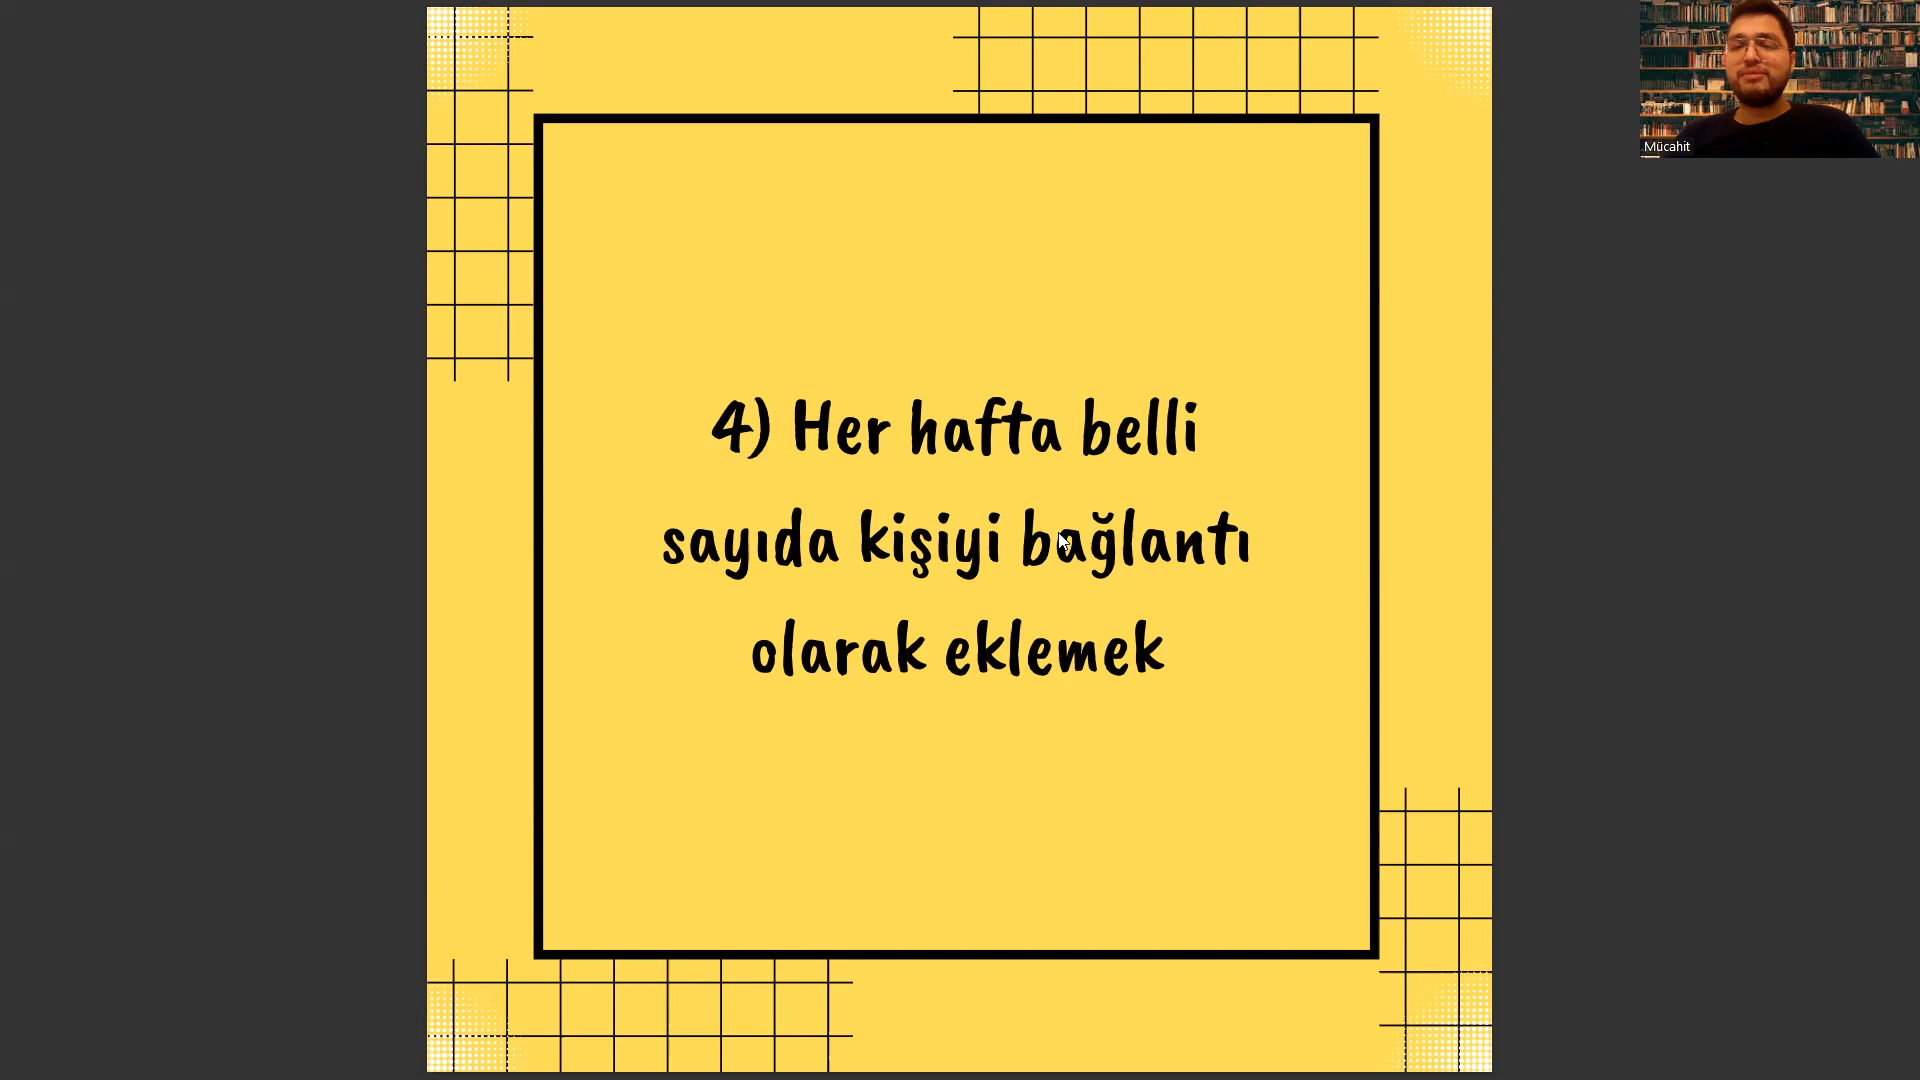 4) Her hafta belli
sayıda kişiyi bağlantı
olarak eklemek
Mücahit